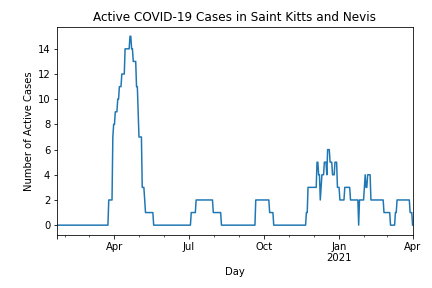 Active COVID-19 Cases in Saint Kitts and Nevis
Number of Active Cases
14
12
10
8
6
4
2
0
Apr
Jul
Oct
Jan
2021
Apr
Day